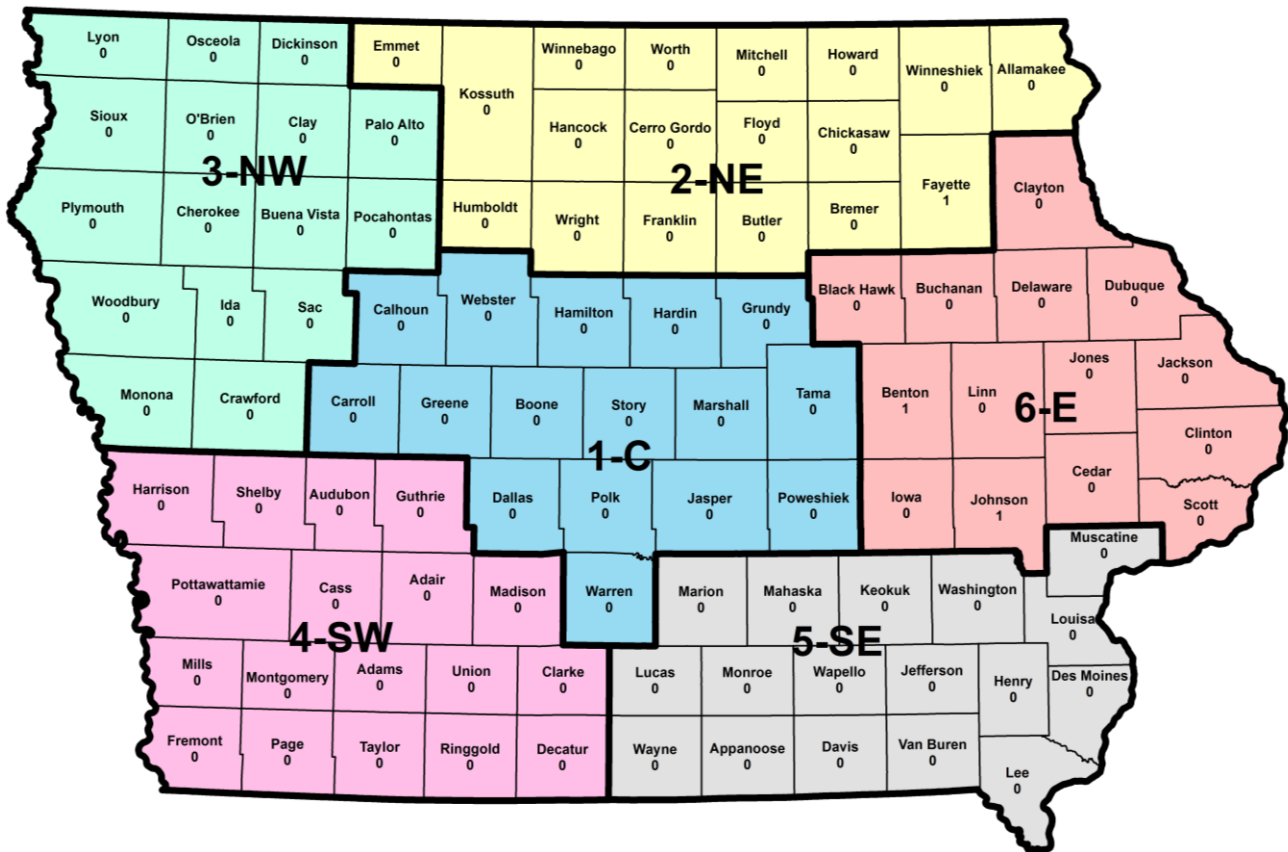 Lyon
0
Osceola
0
Dickinson
0
Emmet
0
Kossuth
0
Winnebago
0
Worth
0
Mitchell
0
Howard
0
Winneshiek
0
Allamakee
0
Sioux
0
O'Brien
0
Clay
0
Palo Alto
0
Hancock
0
Cerro Gordo
0
Floyd
0
Chickasaw
0
3-NW
2-NE
Fayette
1
Clayton
0
Plymouth
0
Cherokee
0
Buena Vista
0
Pocahontas
0
Humboldt
0
Wright
0
Franklin
0
Butler
0
Bremer
0
Woodbury
0
Ida
0
Sac
0
Calhoun
0
Webster
0
Hamilton
0
Hardin
0
Grundy
0
Black Hawk
0
Buchanan
0
Delaware
0
Dubuque
0
Monona
0
Crawford
0
Carroll
0
Greene
0
Boone
0
Story
0
Marshall
0
Tama
0
Benton
1
Linn
0
Jones
0
Jackson
0
1-C
6-E
Clinton
0
Harrison
0
Shelby
0
Audubon
0
Guthrie
0
Dallas
0
Polk
0
Jasper
0
Poweshiek
0
Iowa
0
Johnson
1
Cedar
0
Scott
0
Muscatine
0
Pottawattamie
0
Cass
0
Adair
0
Madison
0
Warren
0
Marion
0
Mahaska
0
Keokuk
0
Washington
0
Louisa
0
4-SW
5-SE
Mills
0
Montgomery
0
Adams
0
Union
0
Clarke
0
Lucas
0
Monroe
0
Wapello
0
Jefferson
0
Henry
0
Des Moines
0
Fremont
0
Page
0
Taylor
0
Ringgold
0
Decatur
0
Wayne
0
Appanoose
0
Davis
0
Van Buren
0
Lee
0